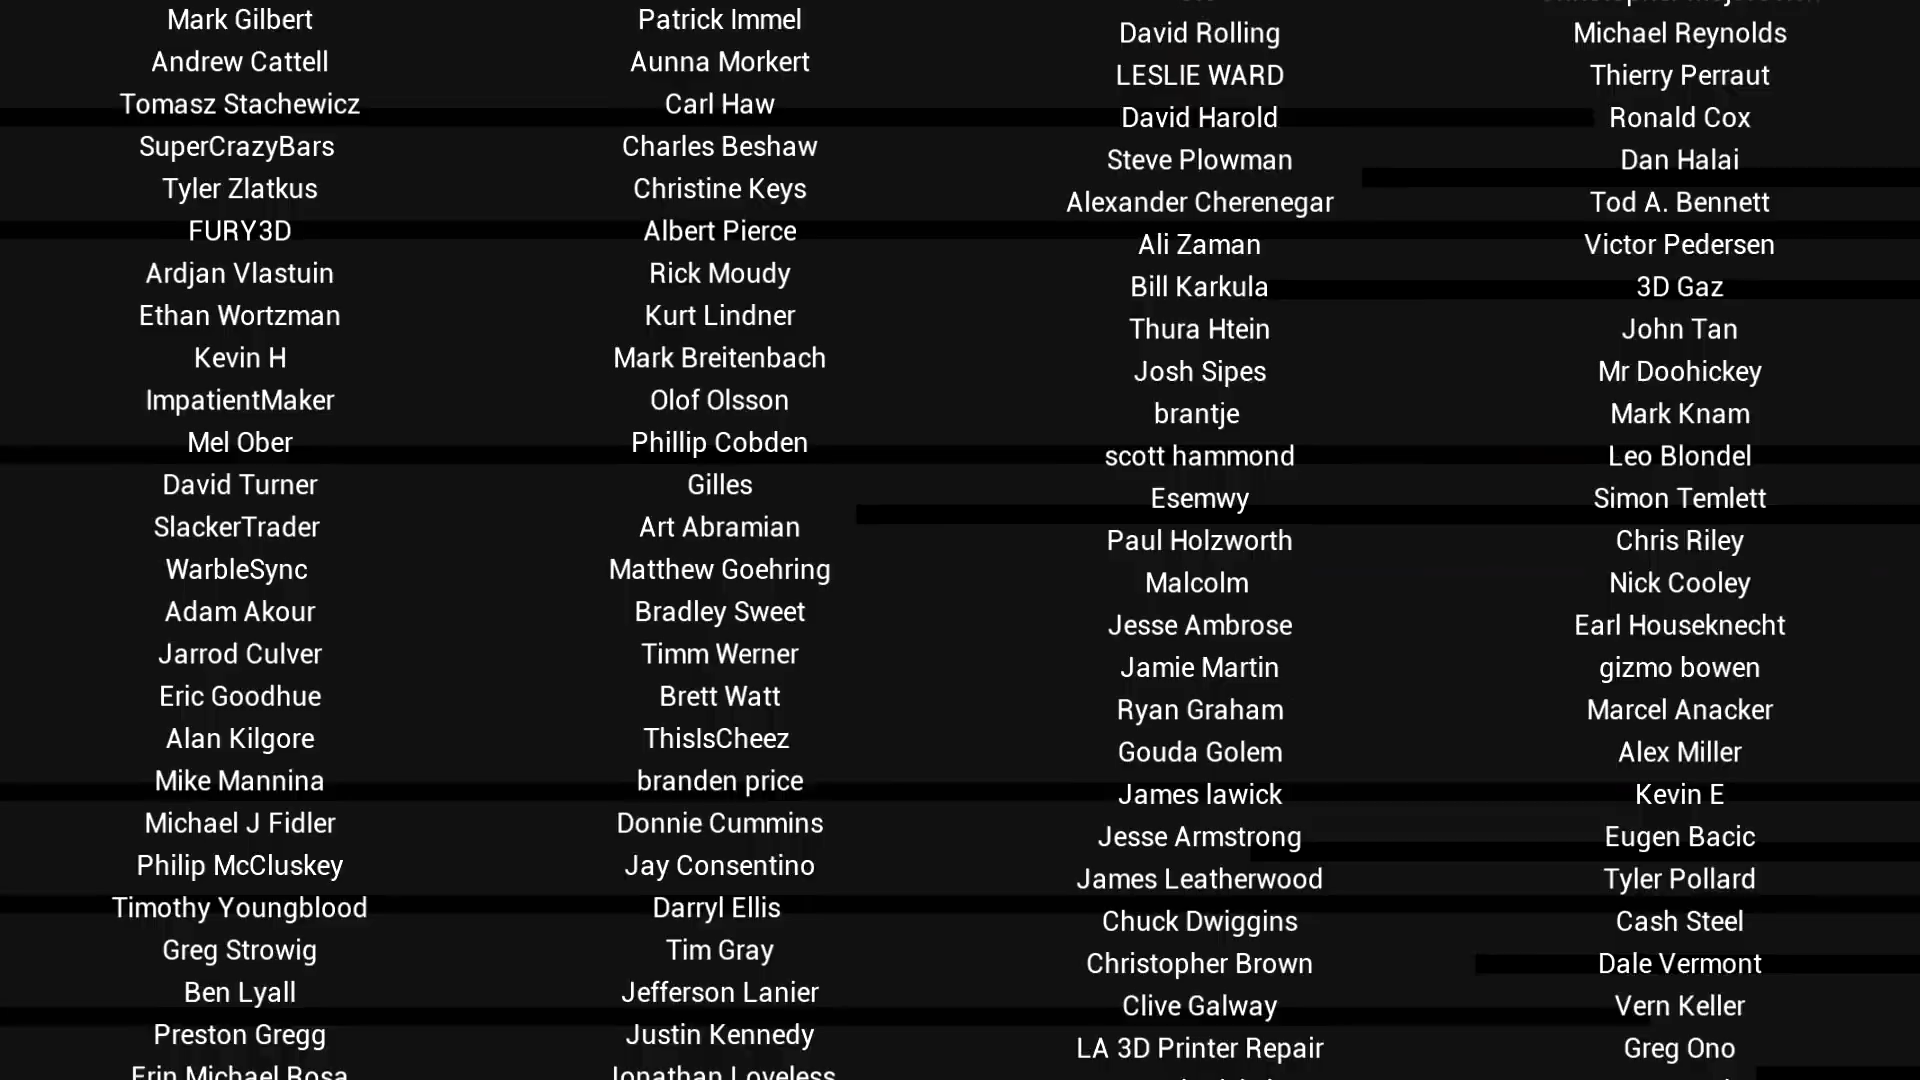 Mark Gilbert
Andrew Cattell
Tomasz Stachewicz
SuperCrazyBars
Tyler Zlatkus
FURY3D
Ardjan Vlastuin
Ethan Wortzman
Kevin H
ImpatientMaker
Mel Ober
David Turner
SlackerTrader
WarbleSync
Adam Akour
Jarrod Culver
Eric Goodhue
Alan Kilgore
Mike Mannina
Michael J Fidler
Philip McCluskey
Timothy Youngblood
Greg Strowig
Ben Lyall
Preston Gregg
Erin Michael Rosa
Patrick Immel
Aunna Morkert
Carl Haw
Charles Beshaw
Christine Keys
Albert Pierce
Rick Moudy
Kurt Lindner
Mark Breitenbach
Olof Olsson
Phillip Cobden
Gilles
Art Abramian
Matthew Goehring
Bradley Sweet
Timm Werner
Brett Watt
ThisIsCheez
branden price
Donnie Cummins
Jay Consentino
Darryl Ellis
Tim Gray
Jefferson Lanier
Justin Kennedy
Jonathan Loveless
David Rolling
LESLIE WARD
David Harold
Steve Plowman
Alexander Cherenegar
Ali Zaman
Bill Karkula
Thura Htein
Josh Sipes
brantje
scott hammond
Esemwy
Paul Holzworth
Malcolm
Jesse Ambrose
Jamie Martin
Ryan Graham
Gouda Golem
James lawick
Jesse Armstrong
James Leatherwood
Chuck Dwiggins
Christopher Brown
Clive Galway
LA 3D Printer Repair
Michael Reynolds
Thierry Perraut
Ronald Cox
Dan Halai
Tod A. Bennett
Victor Pedersen
3D Gaz
John Tan
Mr Doohickey
Mark Knam
Leo Blondel
Simon Temlett
Chris Riley
Nick Cooley
Earl Houseknecht
gizmo bowen
Marcel Anacker
Alex Miller
Kevin E
Eugen Bacic
Tyler Pollard
Cash Steel
Dale Vermont
Vern Keller
Greg Ono